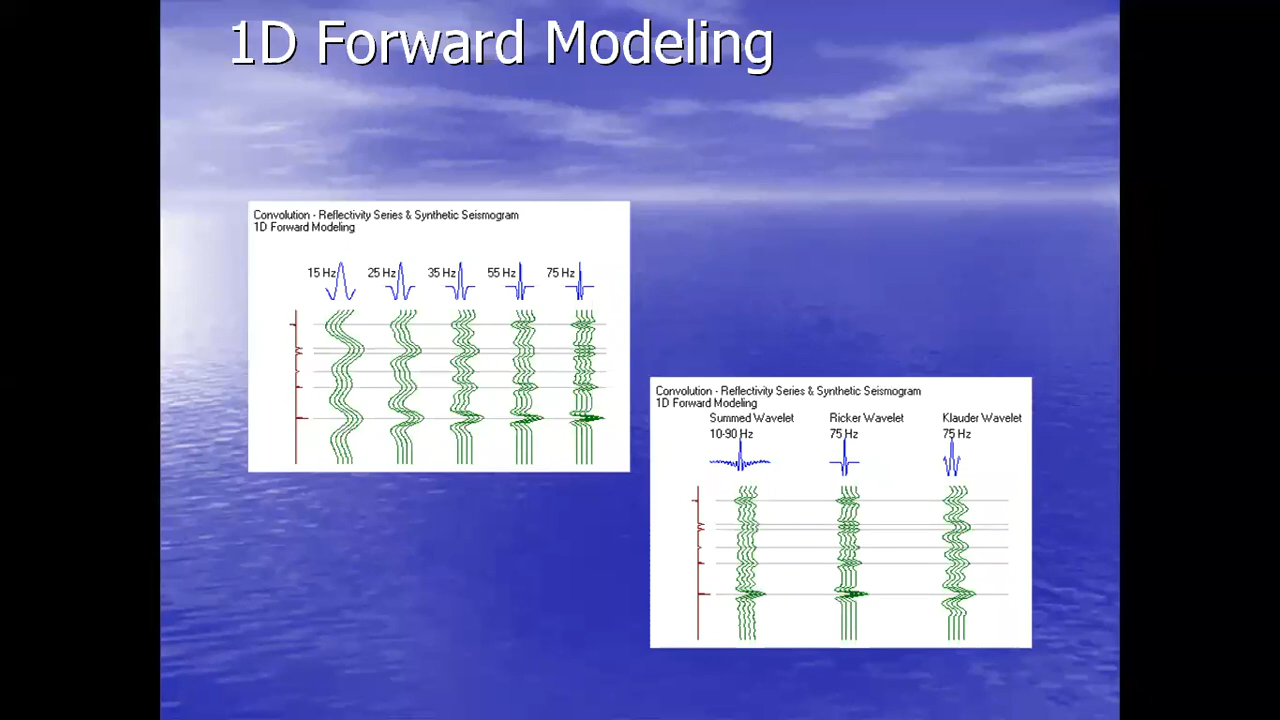 1D Forward Modeling
Convolution - Reflectivity Series & Synthetic Seismogram
1D Forward Modeling
15 Hz 25 Hz 35 Hz 55 Hz 75 Hz
Convolution - Reflectivity Series & Synthetic Seismogram
1D Forward Modeling
Summed Wavelet Ricker Wavelet Klauder Wavelet
10-90 Hz 75 Hz 75 Hz